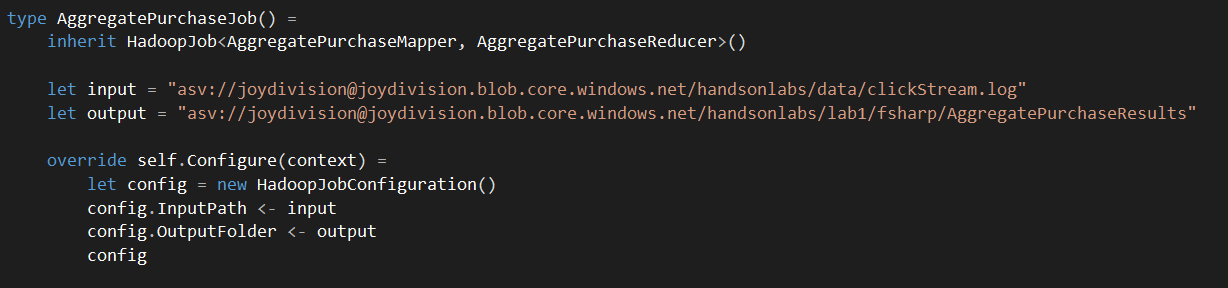 type AggregatePurchaseJob() =
    inherit HadoopJob<AggregatePurchaseMapper, AggregatePurchaseReducer>()

    let input = "asv://joydivision@joydivision.blob.core.windows.net/handsonlabs/data/clickStream.log"
    let output = "asv://joydivision@joydivision.blob.core.windows.net/handsonlabs/lab1/fsharp/AggregatePurchaseResults"

    override self.Configure(context) =
        let config = new HadoopJobConfiguration()
        config.InputPath <- input
        config.OutputFolder <- output
        config